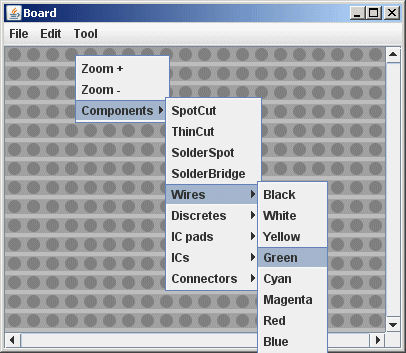 Board
File Edit Tool
Zoom +
Zoom -
Components
SpotCut
ThinCut
SolderSpot
SolderBridge
Wires
Discretes
IC pads
ICs
Connectors
Black
White
Yellow
Green
Cyan
Magenta
Red
Blue